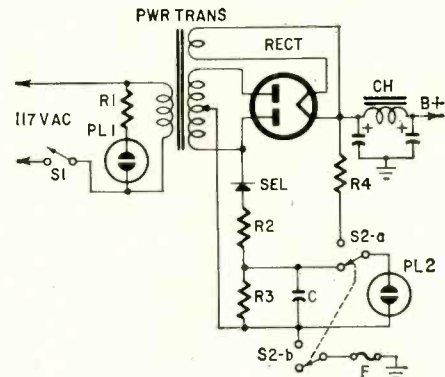 PWR TRANS
RECT
CH
B+
R1
117 VAC
PL1
S1
+
+
SEL
R4
R2
S2-a
R3
C
PL2
S2-b
F